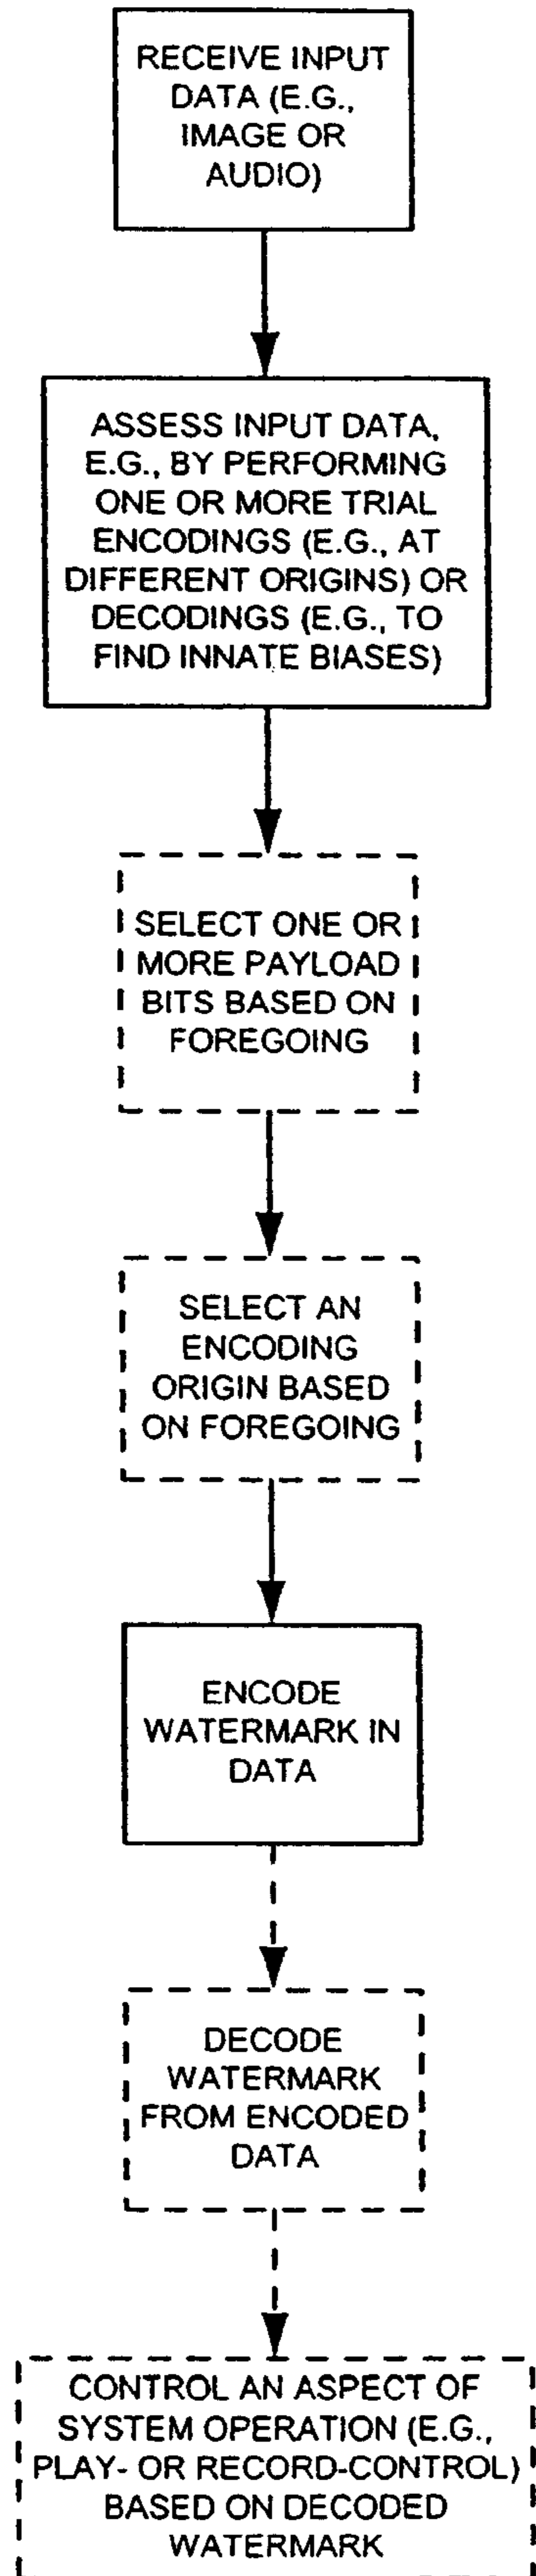 RECEIVE INPUT
DATA (E.G.,
IMAGE OR
AUDIO)
ASSESS INPUT DATA,
E.G., BY PERFORMING
ONE OR MORE TRIAL
ENCODINGS (E.G., AT
DIFFERENT ORIGINS) OR
DECODINGS (E.G., TO
FIND INNATE BIASES)
SELECT ONE OR
MORE PAYLOAD
BITS BASED ON
FOREGOING
SELECT AN
ENCODING
ORIGIN BASED
ON FOREGOING
ENCODE
WATERMARK IN
DATA
DECODE
WATERMARK
FROM ENCODED
DATA
CONTROL AN ASPECT OF
SYSTEM OPERATION (E.G.,
PLAY- OR RECORD-CONTROL)
BASED ON DECODED
WATERMARK